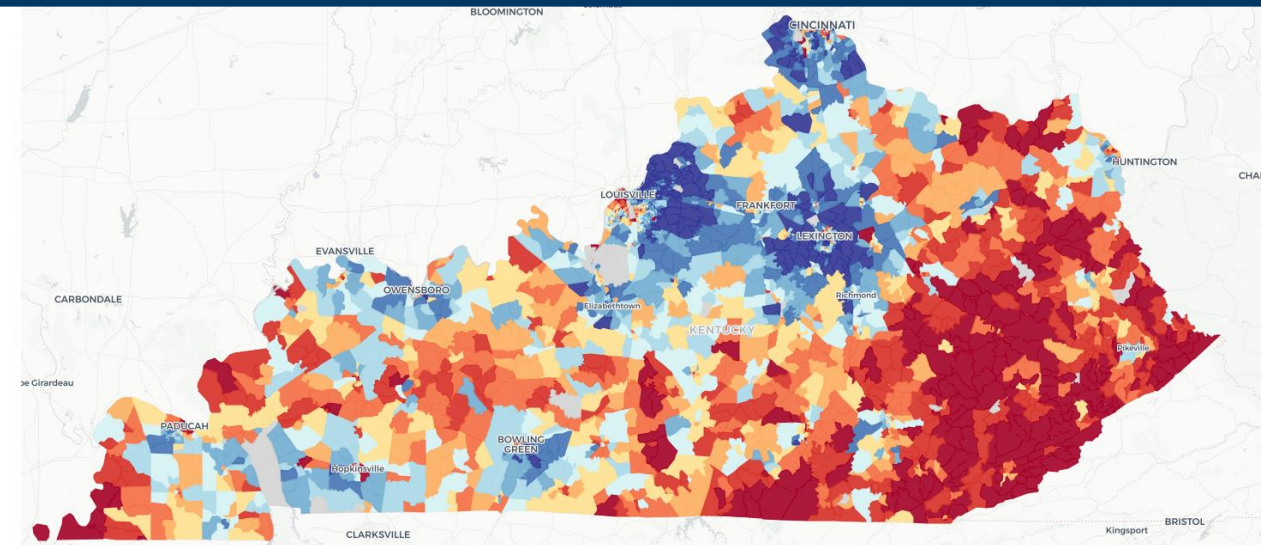 BLOOMINGTON
CINCINNATI
HUNTINGTON
LOUISVILLE
FRANKFORT
LEXINGTON
EVANSVILLE
OWENSBORO
CARBONDALE
Elizabethtown
Richmond
KENTUCKY
Pikeville
pe Girardeau
PADUCAH
BOWLING
GREEN
Hopkinsville
CLARKSVILLE
Kingsport
BRISTOL